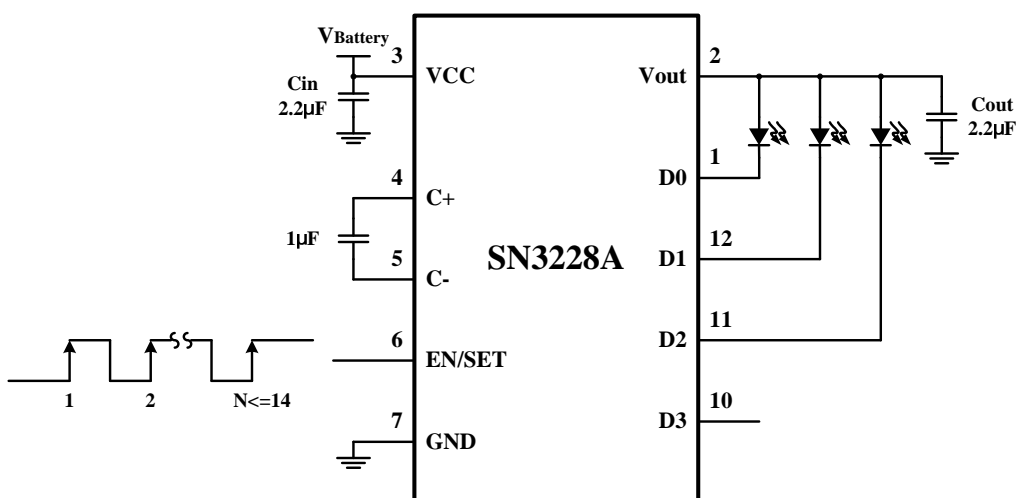 VBattery
3
VCC
Cin
2.2µF
4
C+
1µF
5
C-
6
EN/SET
1
2
N<=14
7
GND
SN3228A
2
Vout
Cout
2.2µF
1
D0
12
D1
11
D2
10
D3